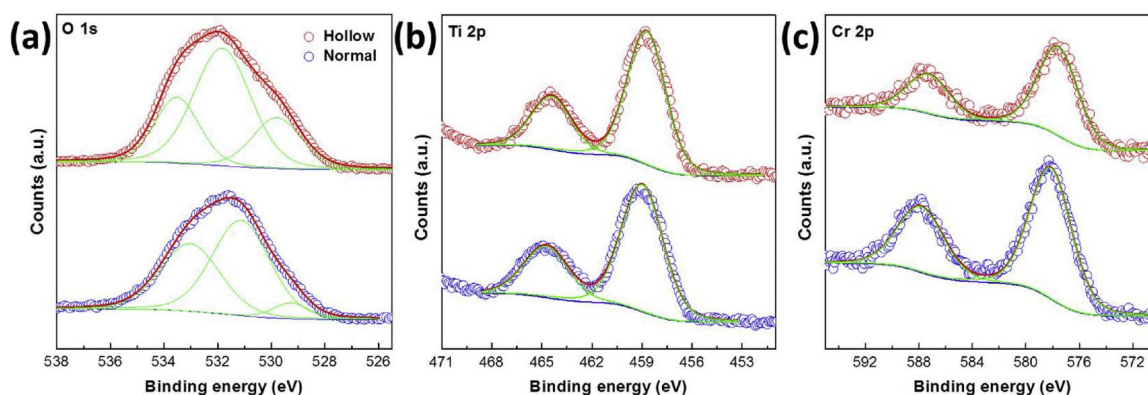 (a)
O 1s
Hollow
Normal
Counts (a.u.)
538 536 534 532 530 528 526
Binding energy (eV)
(b)
Ti 2p
Counts (a.u.)
471 468 465 462 459 456 453
Binding energy (eV)
(c)
Cr 2p
Counts (a.u.)
592 588 584 580 576 572
Binding energy (eV)